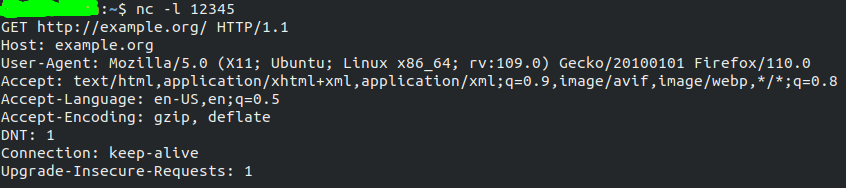 :~$ nc -l 12345
GET http://example.org/ HTTP/1.1
Host: example.org
User-Agent: Mozilla/5.0 (X11; Ubuntu; Linux x86_64; rv:109.0) Gecko/20100101 Firefox/110.0
Accept: text/html,application/xhtml+xml,application/xml;q=0.9,image/avif,image/webp,*/*;q=0.8
Accept-Language: en-US,en;q=0.5
Accept-Encoding: gzip, deflate
DNT: 1
Connection: keep-alive
Upgrade-Insecure-Requests: 1